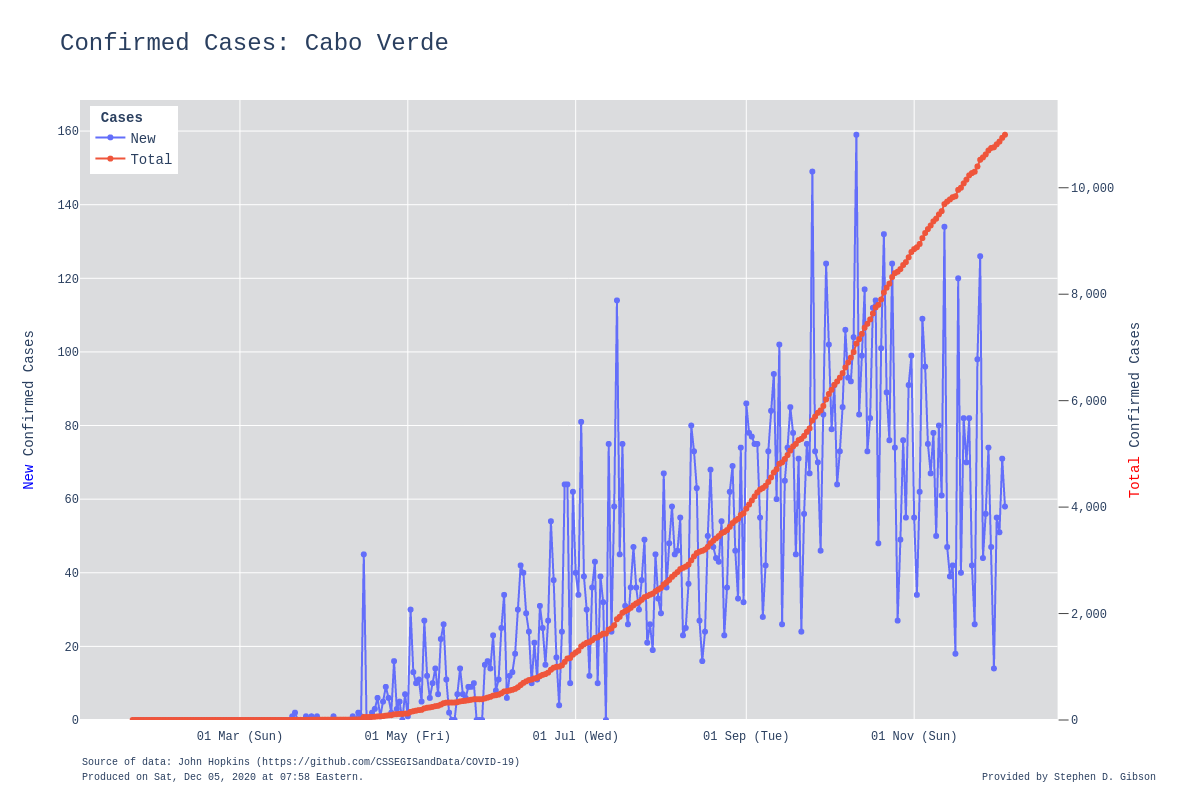 Confirmed Cases: Cabo Verde
Cases
New
Total
160
140
120
100
80
60
40
20
0
10,000
8,000
6,000
4,000
2,000
0
New Confirmed Cases
Total Confirmed Cases
01 Mar (Sun)
01 May (Fri)
01 Jul (Wed)
01 Sep (Tue)
01 Nov (Sun)
Source of data: John Hopkins (https://github.com/CSSEGISandData/COVID-19)
Produced on Sat, Dec 05, 2020 at 07:58 Eastern.
Provided by Stephen D. Gibson